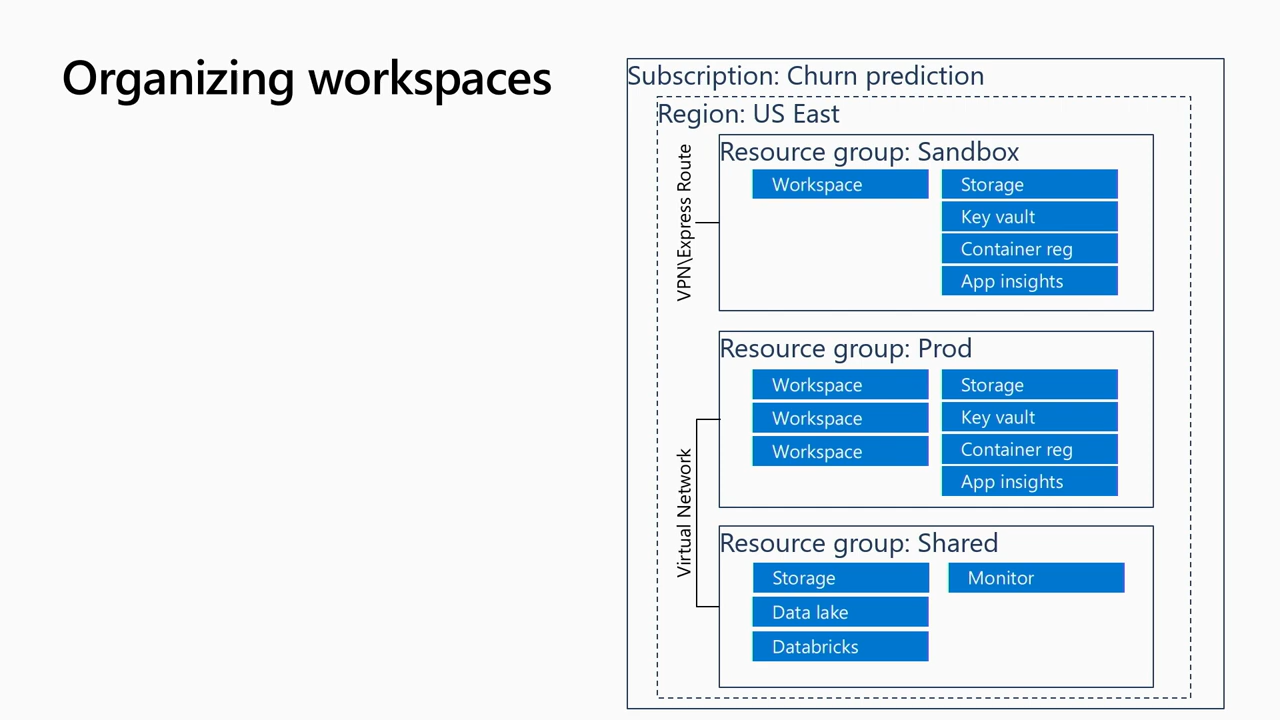 Organizing workspaces
Subscription: Churn prediction
Region: US East
VPN\Express Route
Resource group: Sandbox
Workspace
Storage
Key vault
Container reg
App insights
Virtual Network
Resource group: Prod
Workspace
Workspace
Workspace
Storage
Key vault
Container reg
App insights
Resource group: Shared
Storage
Data lake
Databricks
Monitor